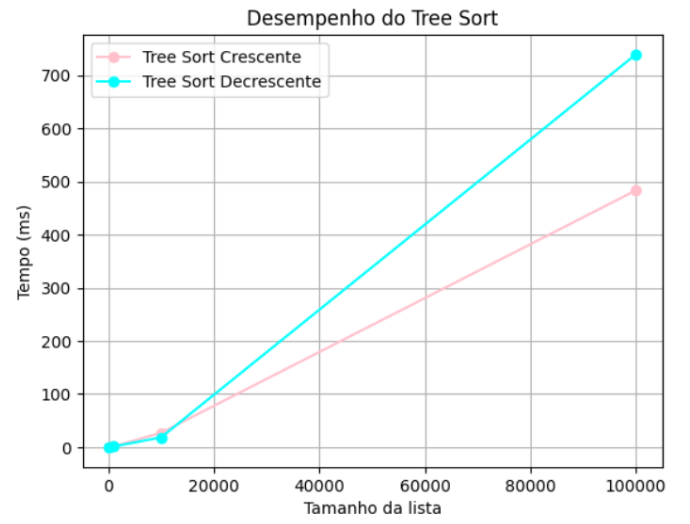 Desempenho do Tree Sort
Tree Sort Crescente
Tree Sort Decrescente
Tempo (ms)
700
600
500
400
300
200
100
0
0 20000 40000 60000 80000 100000
Tamanho da lista